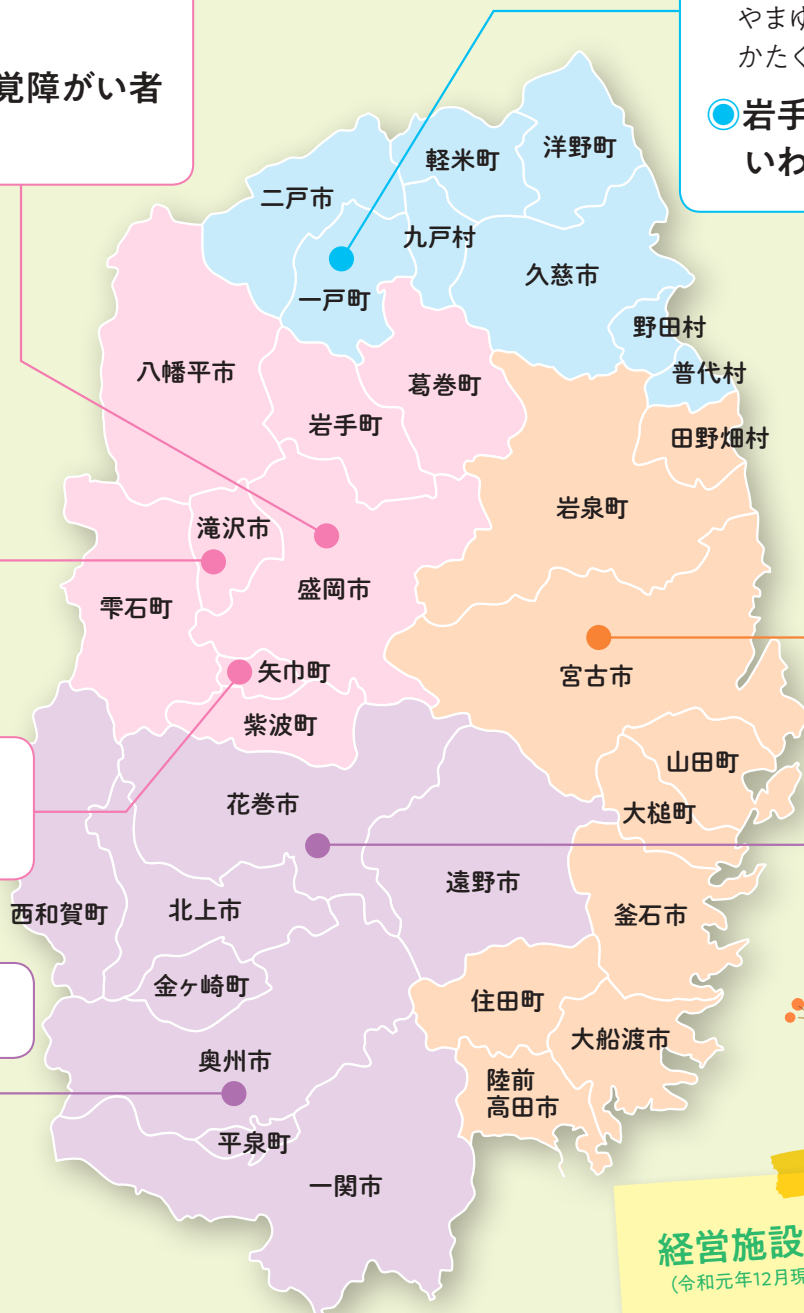 覚障がい者
やまゆ
かたく
岩手
いわ
洋野町
軽米町
二戸市
九戸村
久慈市
一戸町
野田村
普代村
八幡平市
葛巻町
岩手町
田野畑村
岩泉町
滝沢市
盛岡市
雫石町
矢巾町
宮古市
紫波町
山田町
花巻市
大槌町
遠野市
西和賀町
北上市
釜石市
金ケ崎町
住田町
大船渡市
奥州市
陸前
高田市
平泉町
一関市
経営施設
(令和元年12月現